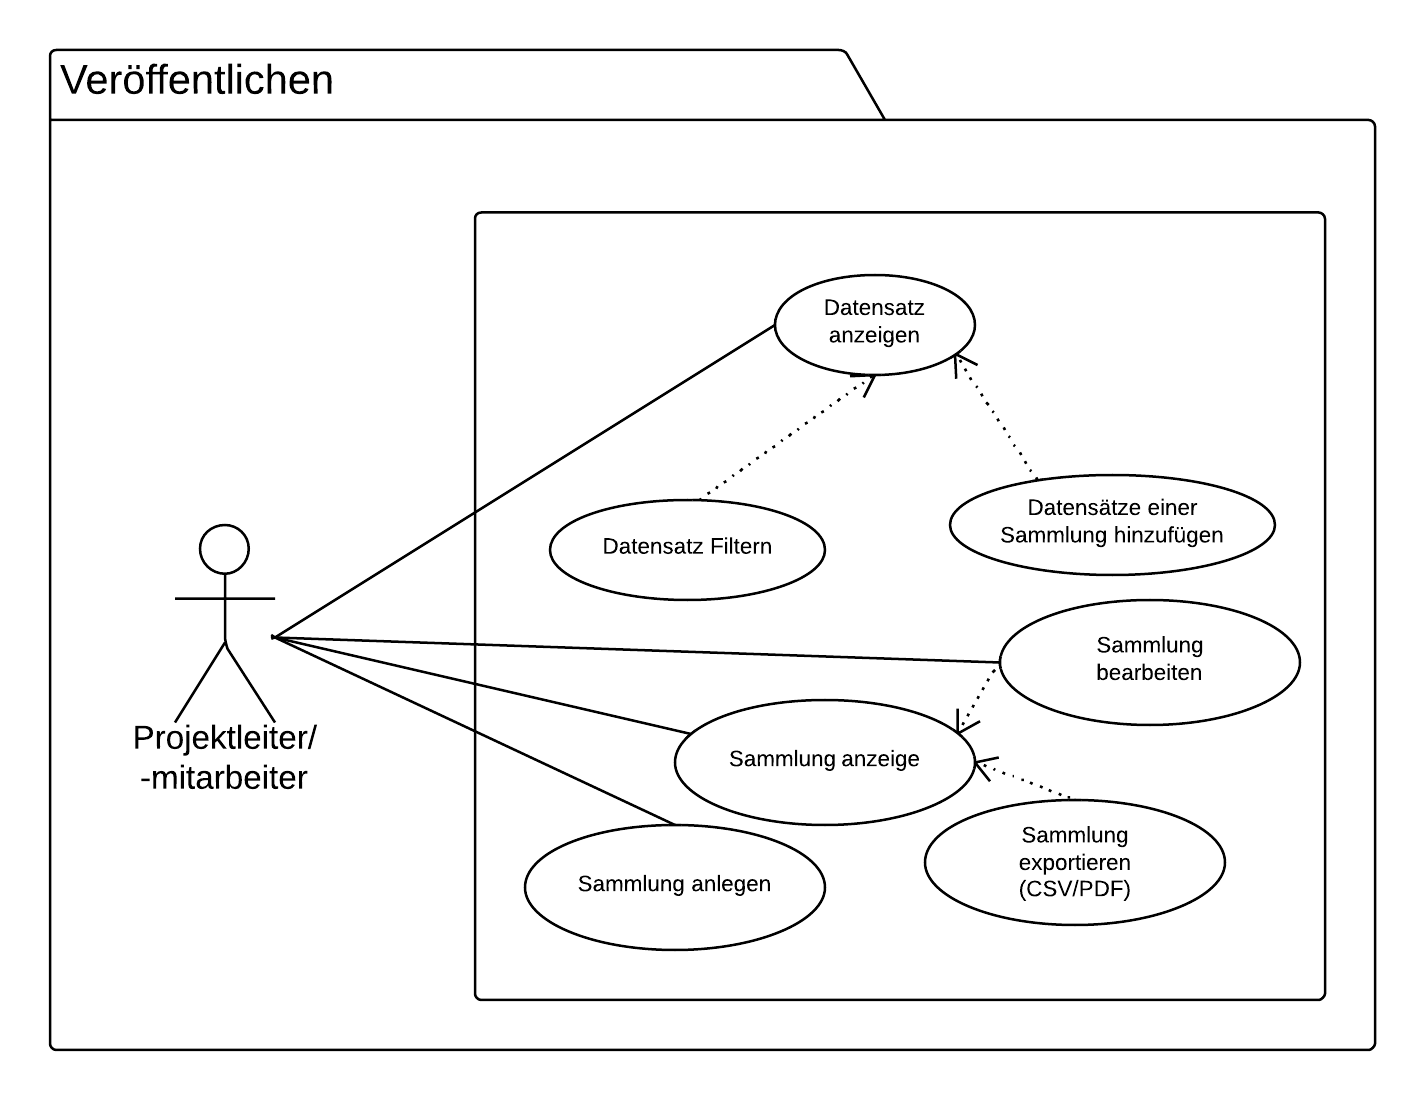 Veröffentlichen
Datensatz
anzeigen
Datensatz Filtern
Datensätze einer
Sammlung hinzufügen
Sammlung
bearbeiten
Projektleiter/
-mitarbeiter
Sammlung anzeige
Sammlung
exportieren
(CSV/PDF)
Sammlung anlegen